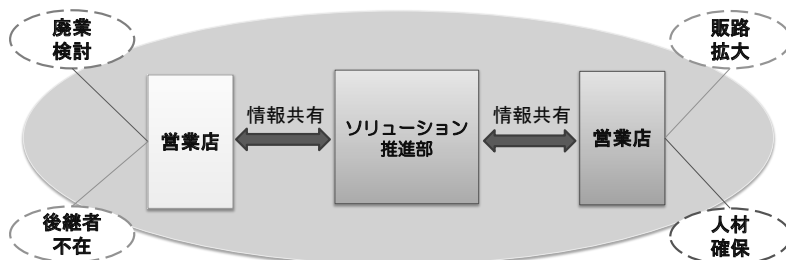 廃業
検討
販路
拡大
営業店
情報共有
ソリューション
推進部
情報共有
営業店
後継者
不在
人材
確保